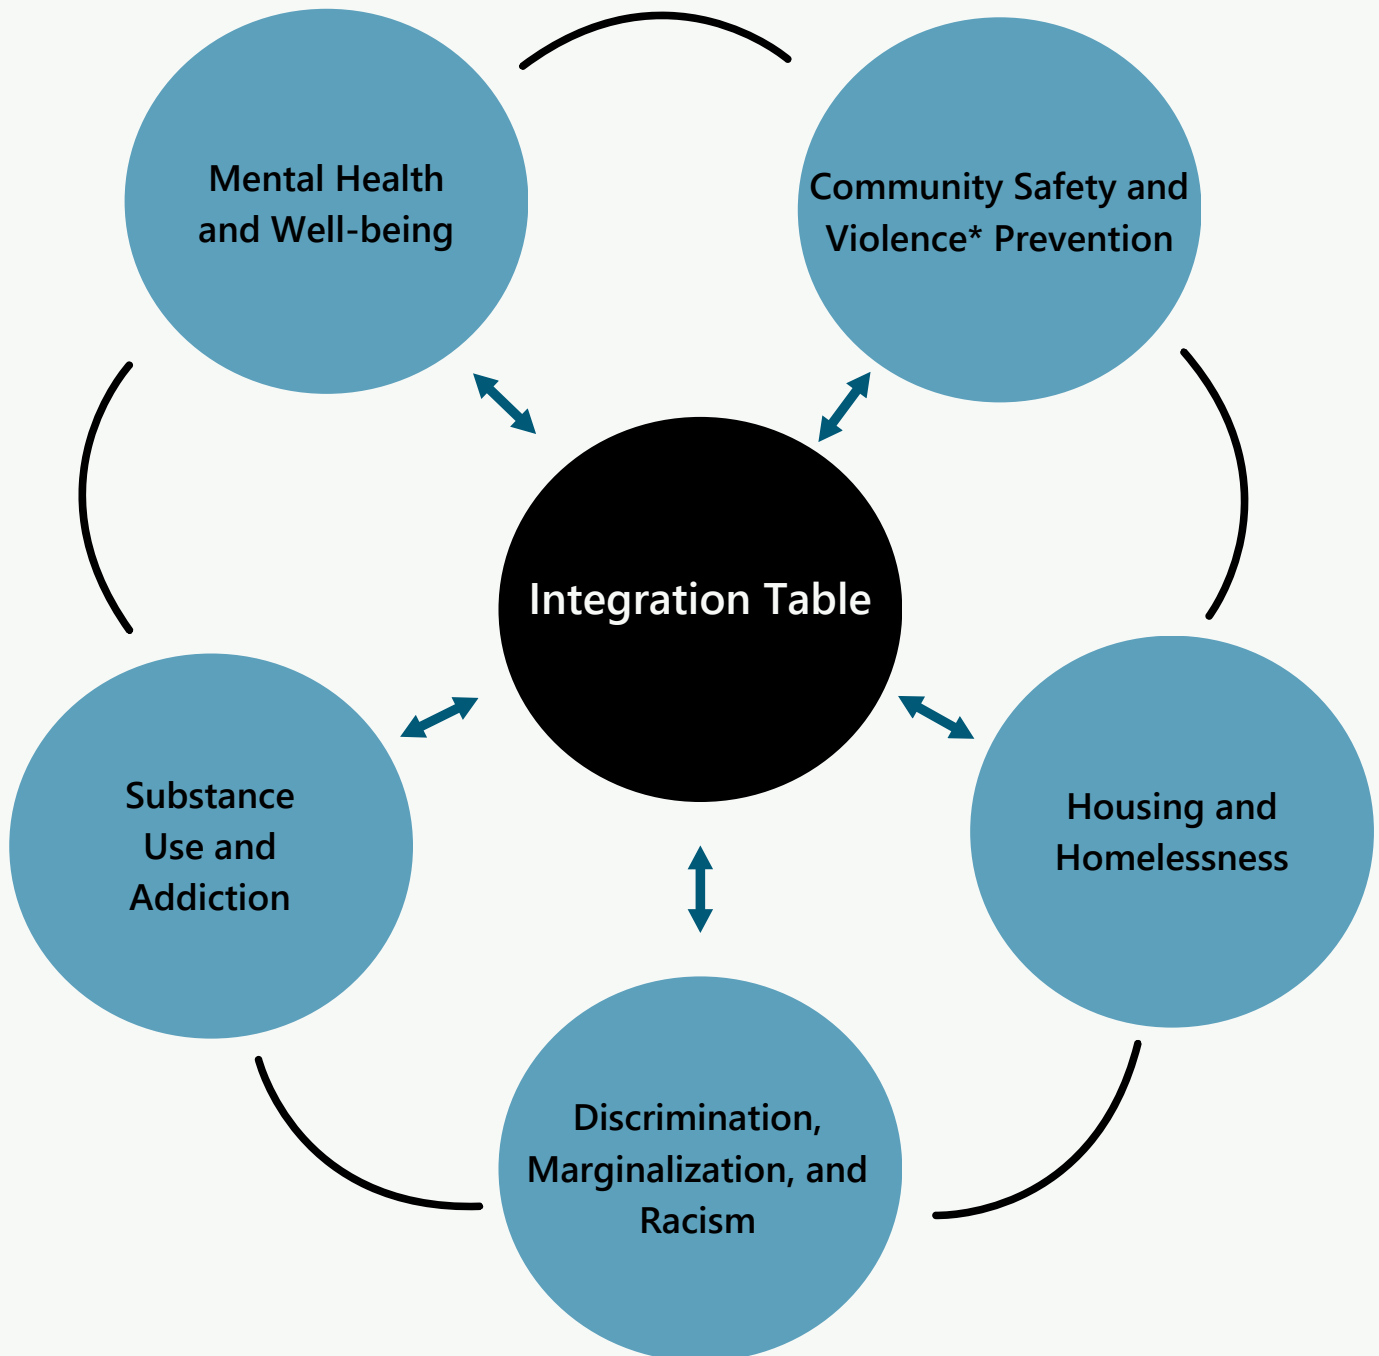 Mental Health
and Well-being
Community Safety and
Violence* Prevention
Integration Table
Substance
Use and
Addiction
Housing and
Homelessness
Discrimination,
Marginalization, and
Racism